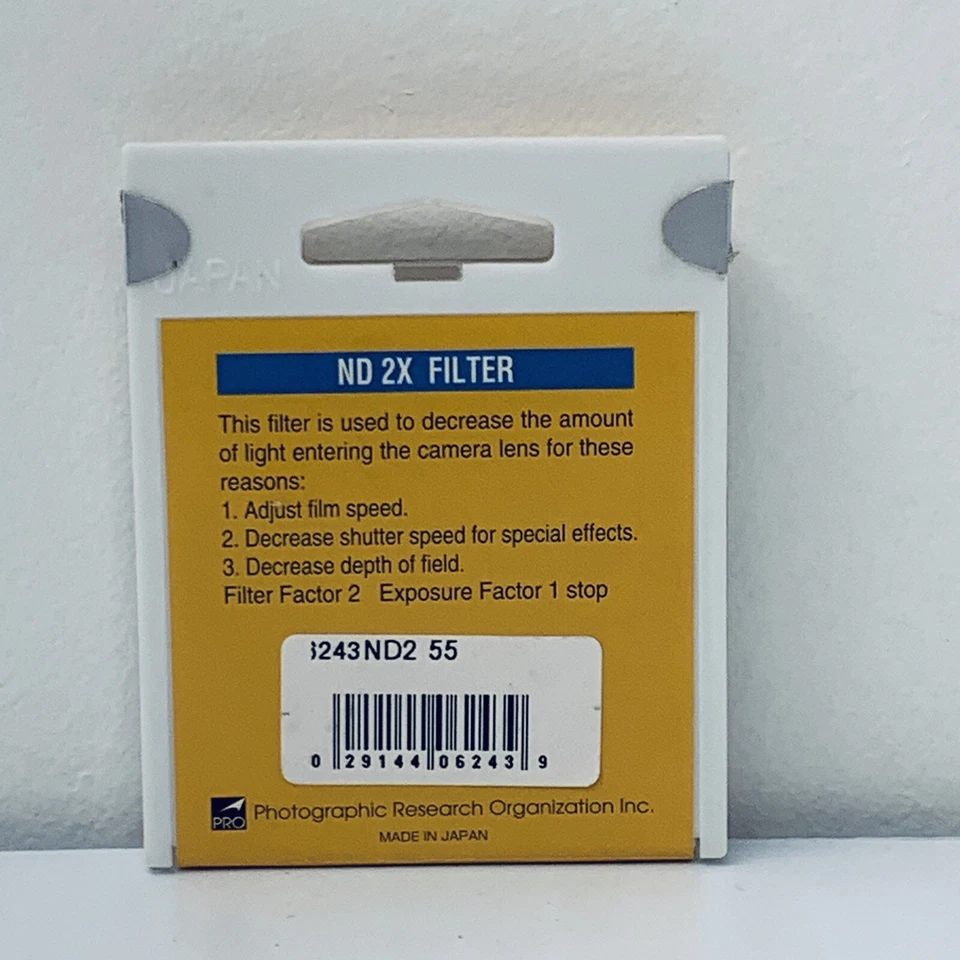 JAPAN
ND 2X FILTER
This filter is used to decrease the amount
of light entering the camera lens for these
reasons:
1. Adjust film speed.
2. Decrease shutter speed for special effects.
3. Decrease depth of field.
Filter Factor 2 Exposure Factor 1 stop
243ND2 55
0 29144 06243 9
PRO Photographic Research Organization Inc.
MADE IN JAPAN